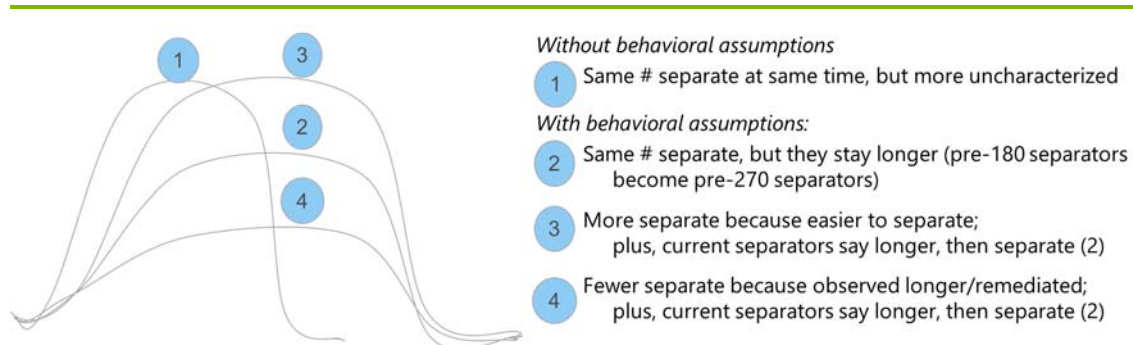 1
3
2
4
Without behavioral assumptions
1 Same # separate at same time, but more uncharacterized
With behavioral assumptions:
2 Same # separate, but they stay longer (pre-180 separators
become pre-270 separators)
3 More separate because easier to separate;
plus, current separators say longer, then separate (2)
4 Fewer separate because observed longer/remediated;
plus, current separators say longer, then separate (2)